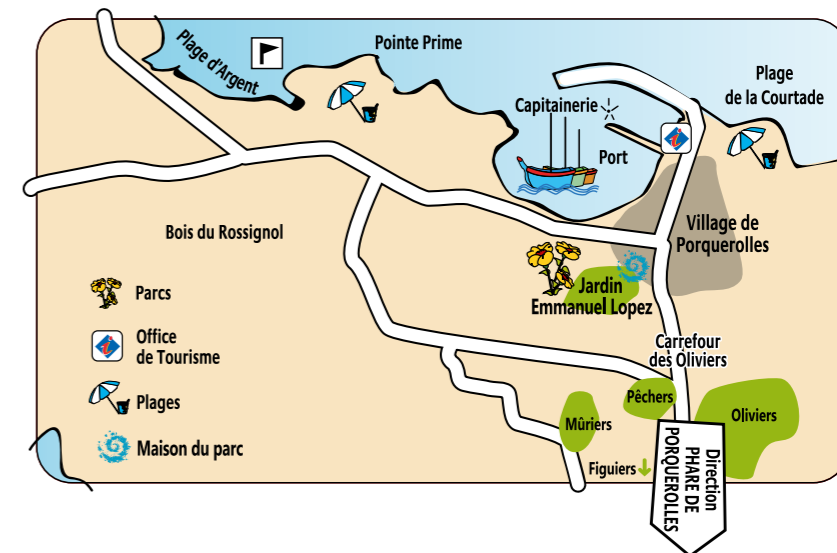 Plage d'Argent
Pointe Prime
Plage
de la Courtade
Capitainerie
Port
Village de
Porquerolles
Bois du Rossignol
Jardin
Emmanuel Lopez
Parcs
Office
de Tourisme
Plages
Maison du parc
Carrefour
des Oliviers
Pêchers
Mûriers
Oliviers
Figuiers
Direction
PHARE DE
PORQUEROLLES